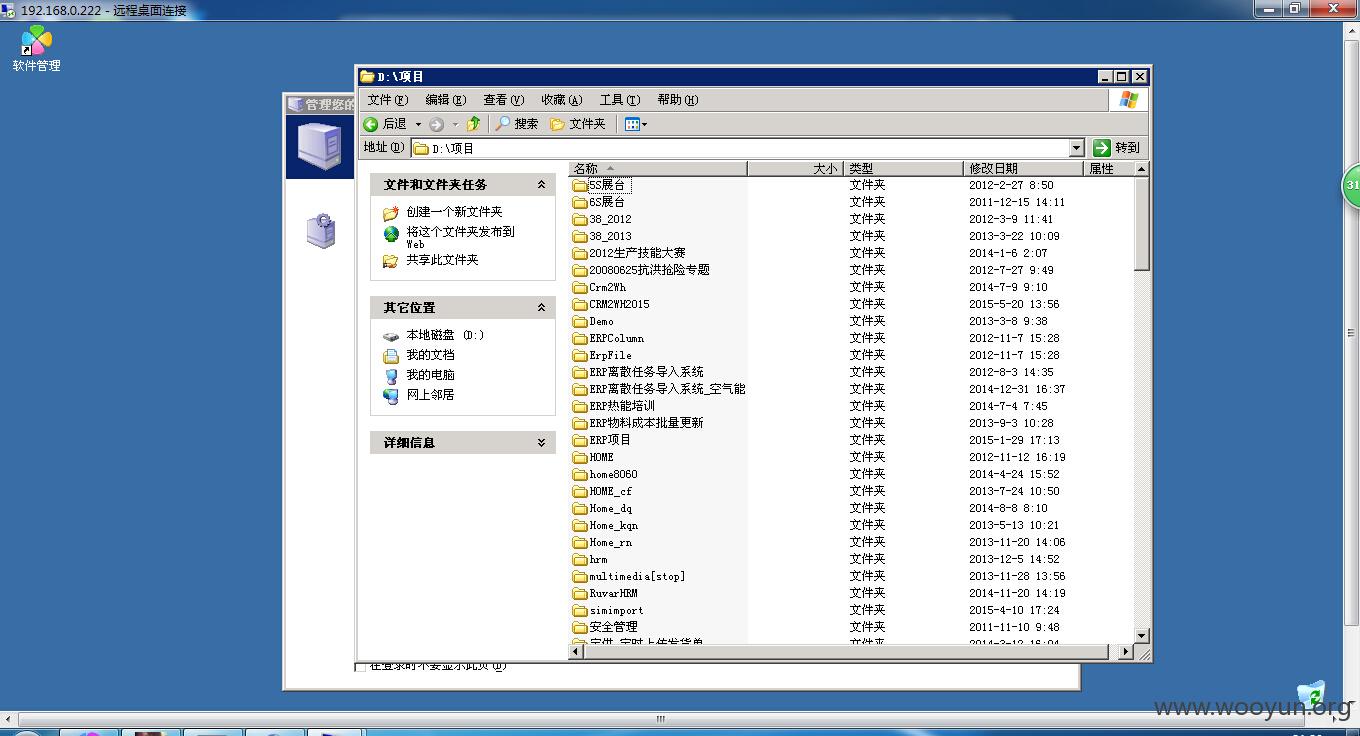 192.168.0.222 - 远程桌面连接
软件管理
管理您的
D:\项目
文件(F) 编辑(E) 查看(V) 收藏(A) 工具(T) 帮助(H)
后退 搜索 文件夹
地址(D) D:\项目 转到
文件和文件夹任务
创建一个新文件夹
将这个文件夹发布到
Web
共享此文件夹
其它位置
本地磁盘 (D:)
我的文档
我的电脑
网上邻居
详细信息
名称 大小 类型 修改日期 属性
5S展台 文件夹 2012-2-27 8:50
6S展台 文件夹 2011-12-15 14:11
38_2012 文件夹 2012-3-9 11:41
38_2013 文件夹 2013-3-22 10:09
2012生产技能大赛 文件夹 2014-1-6 2:07
20080625抗洪抢险专题 文件夹 2012-7-27 9:49
Crm2Wh 文件夹 2014-7-9 9:10
CRM2WH2015 文件夹 2015-5-20 13:56
Demo 文件夹 2013-3-8 9:38
ERPColumn 文件夹 2012-11-7 15:28
ErpFile 文件夹 2012-11-7 15:28
ERP离散任务导入系统 文件夹 2012-8-3 14:35
ERP离散任务导入系统_空气能 文件夹 2014-12-31 16:37
ERP热能培训 文件夹 2014-7-4 7:45
ERP物料成本批量更新 文件夹 2013-9-3 10:28
ERP项目 文件夹 2015-1-29 17:13
HOME 文件夹 2012-11-12 16:19
home8060 文件夹 2014-4-24 15:52
HOME_cf 文件夹 2013-7-24 10:50
Home_dq 文件夹 2014-8-8 8:10
Home_kqn 文件夹 2013-5-13 10:21
Home_rn 文件夹 2013-11-20 14:06
hrm 文件夹 2013-12-5 14:52
multimedia[stop] 文件夹 2013-11-28 13:56
RuvarHRM 文件夹 2014-11-20 14:19
simimport 文件夹 2015-4-10 17:24
安全管理 文件夹 2011-11-10 9:48
文件夹 2014-3-12 16:04
在登录时不要显示此页(D)
31
www.wooyun.org